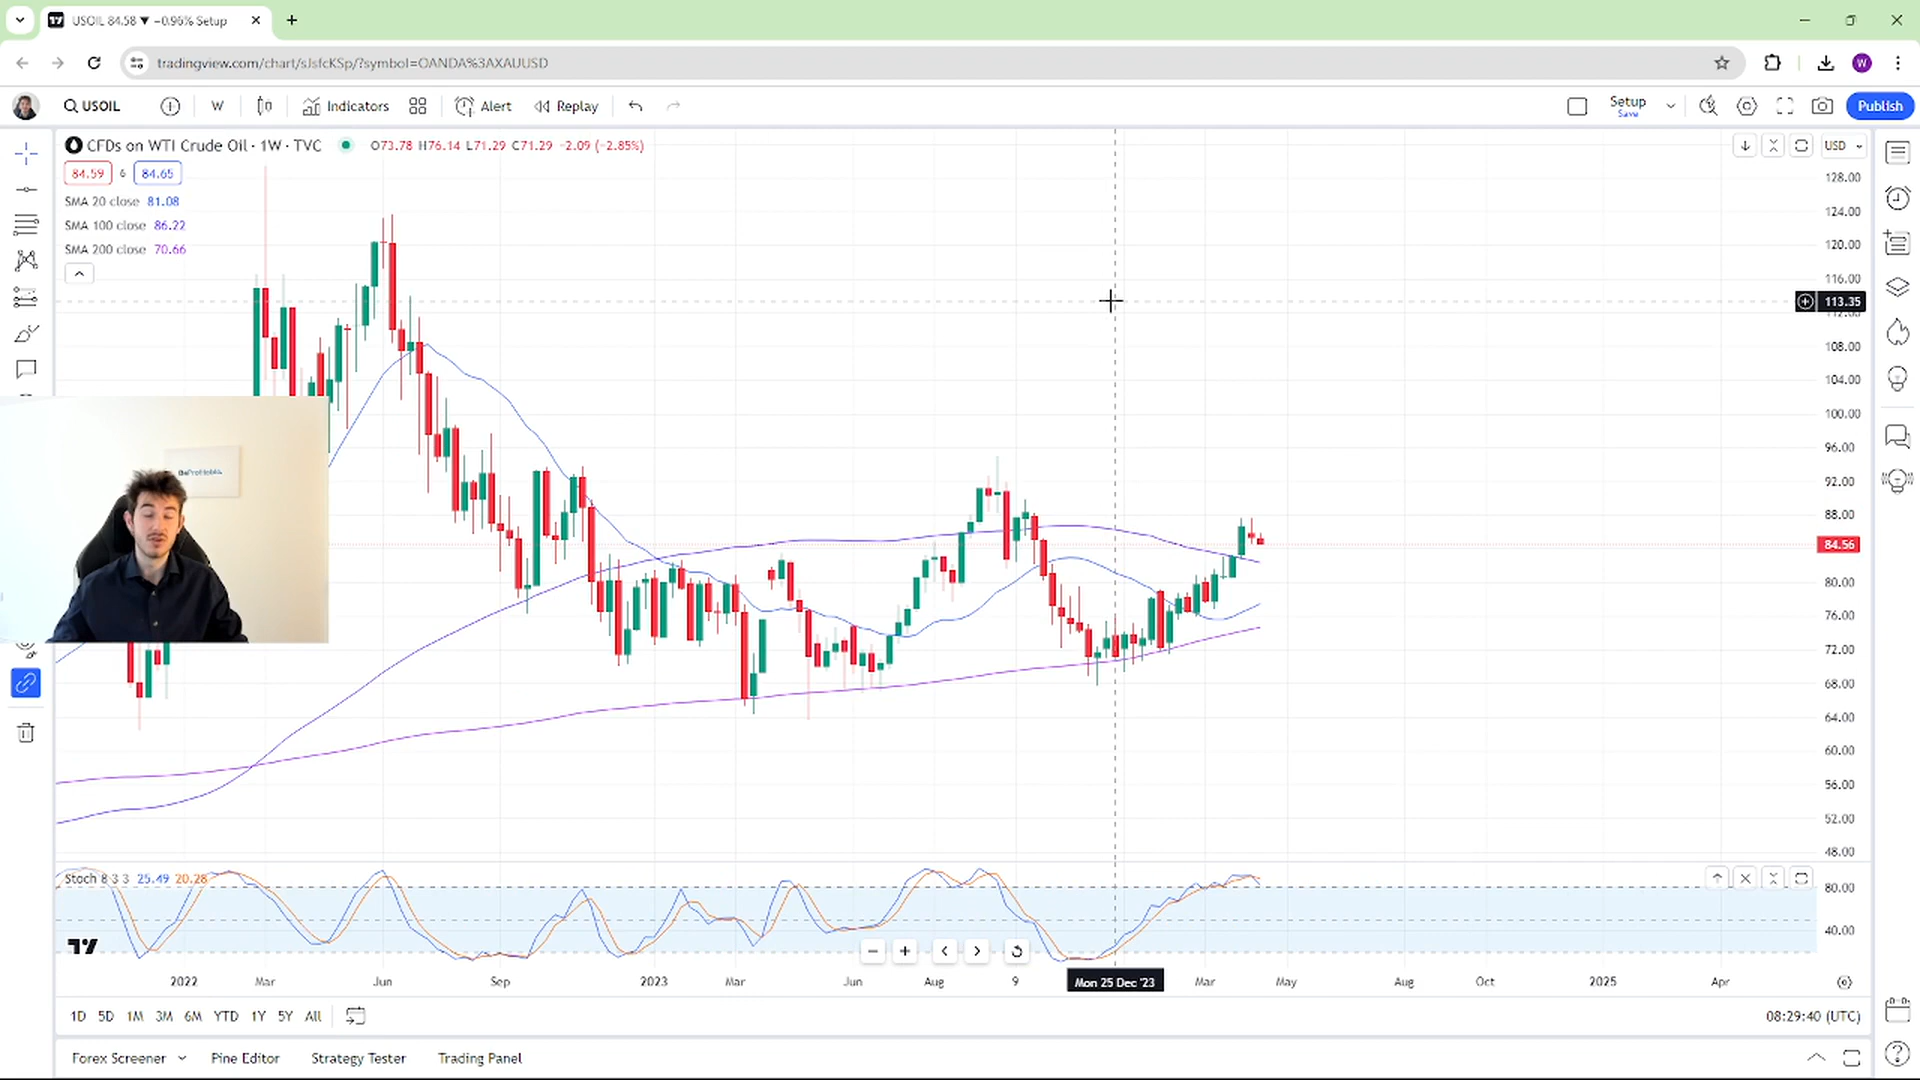 USOIL 84.58 ▼ −0.96% Setup
tradingview.com/chart/sJsfcKSp/?symbol=OANDA%3AXAUUSD
W
USOIL
W
Indicators
Alert
Replay
Setup
Save
Publish
CFDs on WTI Crude Oil · 1W · TVC
O73.78 H76.14 L71.29 C71.29 −2.09 (−2.85%)
USD
84.59 6 84.65
SMA 20 close 81.08
SMA 100 close 86.22
SMA 200 close 70.66
128.00
124.00
120.00
116.00
113.35
112.00
108.00
104.00
100.00
96.00
92.00
88.00
84.56
80.00
76.00
72.00
68.00
64.00
60.00
56.00
52.00
48.00
BeProfitable.
Stoch 8 3 3 25.49 20.28
80.00
40.00
2022 Mar Jun Sep 2023 Mar Jun Aug 9 Mon 25 Dec '23 Mar May Aug Oct 2025 Apr
1D 5D 1M 3M 6M YTD 1Y 5Y All
08:29:40 (UTC)
Forex Screener Pine Editor Strategy Tester Trading Panel